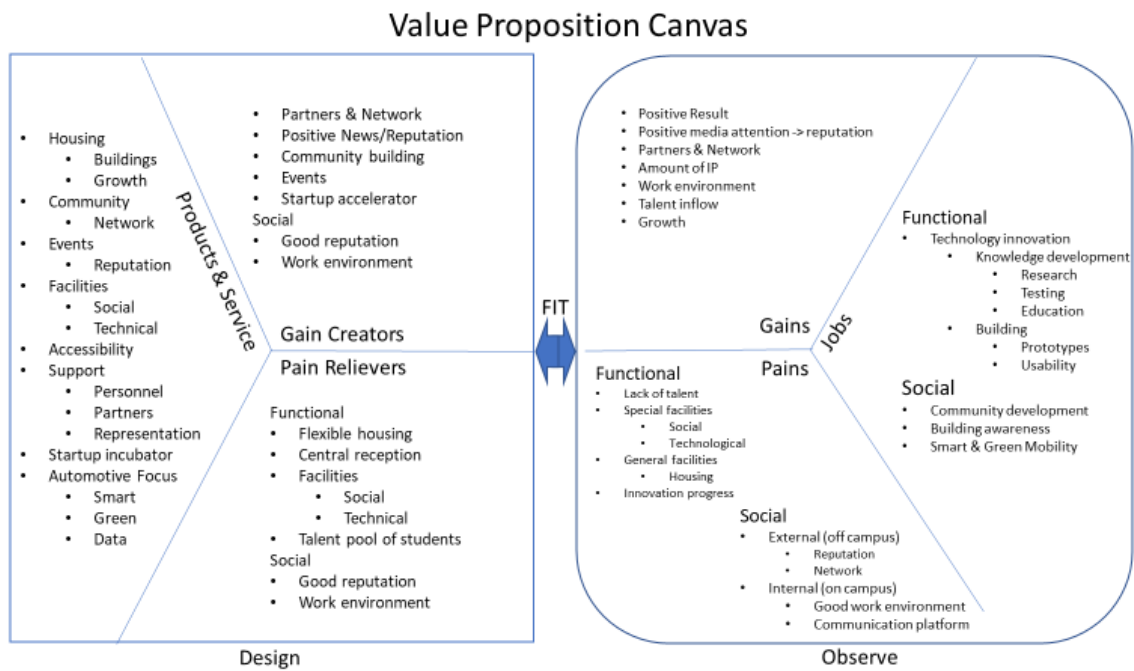 Value Proposition Canvas
• Housing
• Buildings
• Growth
• Community
• Network
• Events
• Reputation
• Facilities
• Social
• Technical
• Accessibility
• Support
• Personnel
• Partners
• Representation
• Startup incubator
• Automotive Focus
• Smart
• Green
• Data
Products & Service
• Partners & Network
• Positive News/Reputation
• Community building
• Events
• Startup accelerator
Social
• Good reputation
• Work environment
Gain Creators
Pain Relievers
Functional
• Flexible housing
• Central reception
• Facilities
• Social
• Technical
• Talent pool of students
Social
• Good reputation
• Work environment
Design
FIT
• Positive Result
• Positive media attention -> reputation
• Partners & Network
• Amount of IP
• Work environment
• Talent inflow
• Growth
Gains
Pains
Jobs
Functional
• Technology innovation
• Knowledge development
• Research
• Testing
• Education
• Building
• Prototypes
• Usability
Social
• Community development
• Building awareness
• Smart & Green Mobility
Functional
• Lack of talent
• Special facilities
• Social
• Technological
• General facilities
• Housing
• Innovation progress
Social
• External (off campus)
• Reputation
• Network
• Internal (on campus)
• Good work environment
• Communication platform
Observe